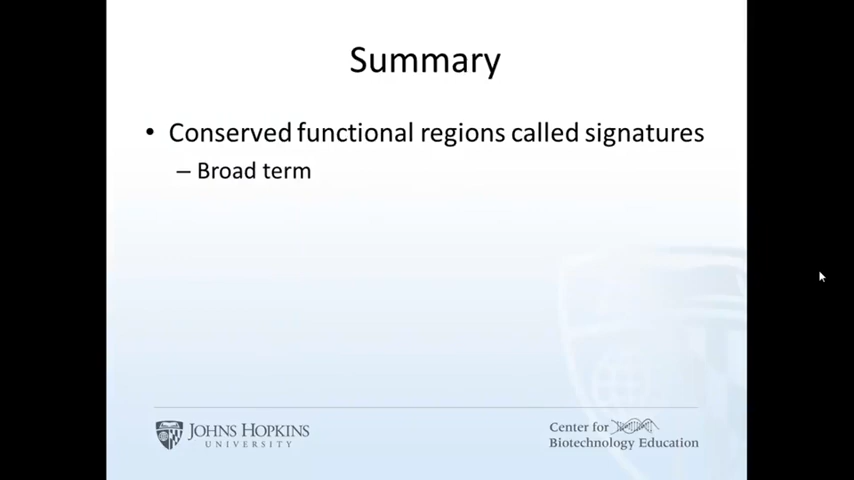 Summary
• Conserved functional regions called signatures
– Broad term
JOHNS HOPKINS
UNIVERSITY
Center for
Biotechnology Education